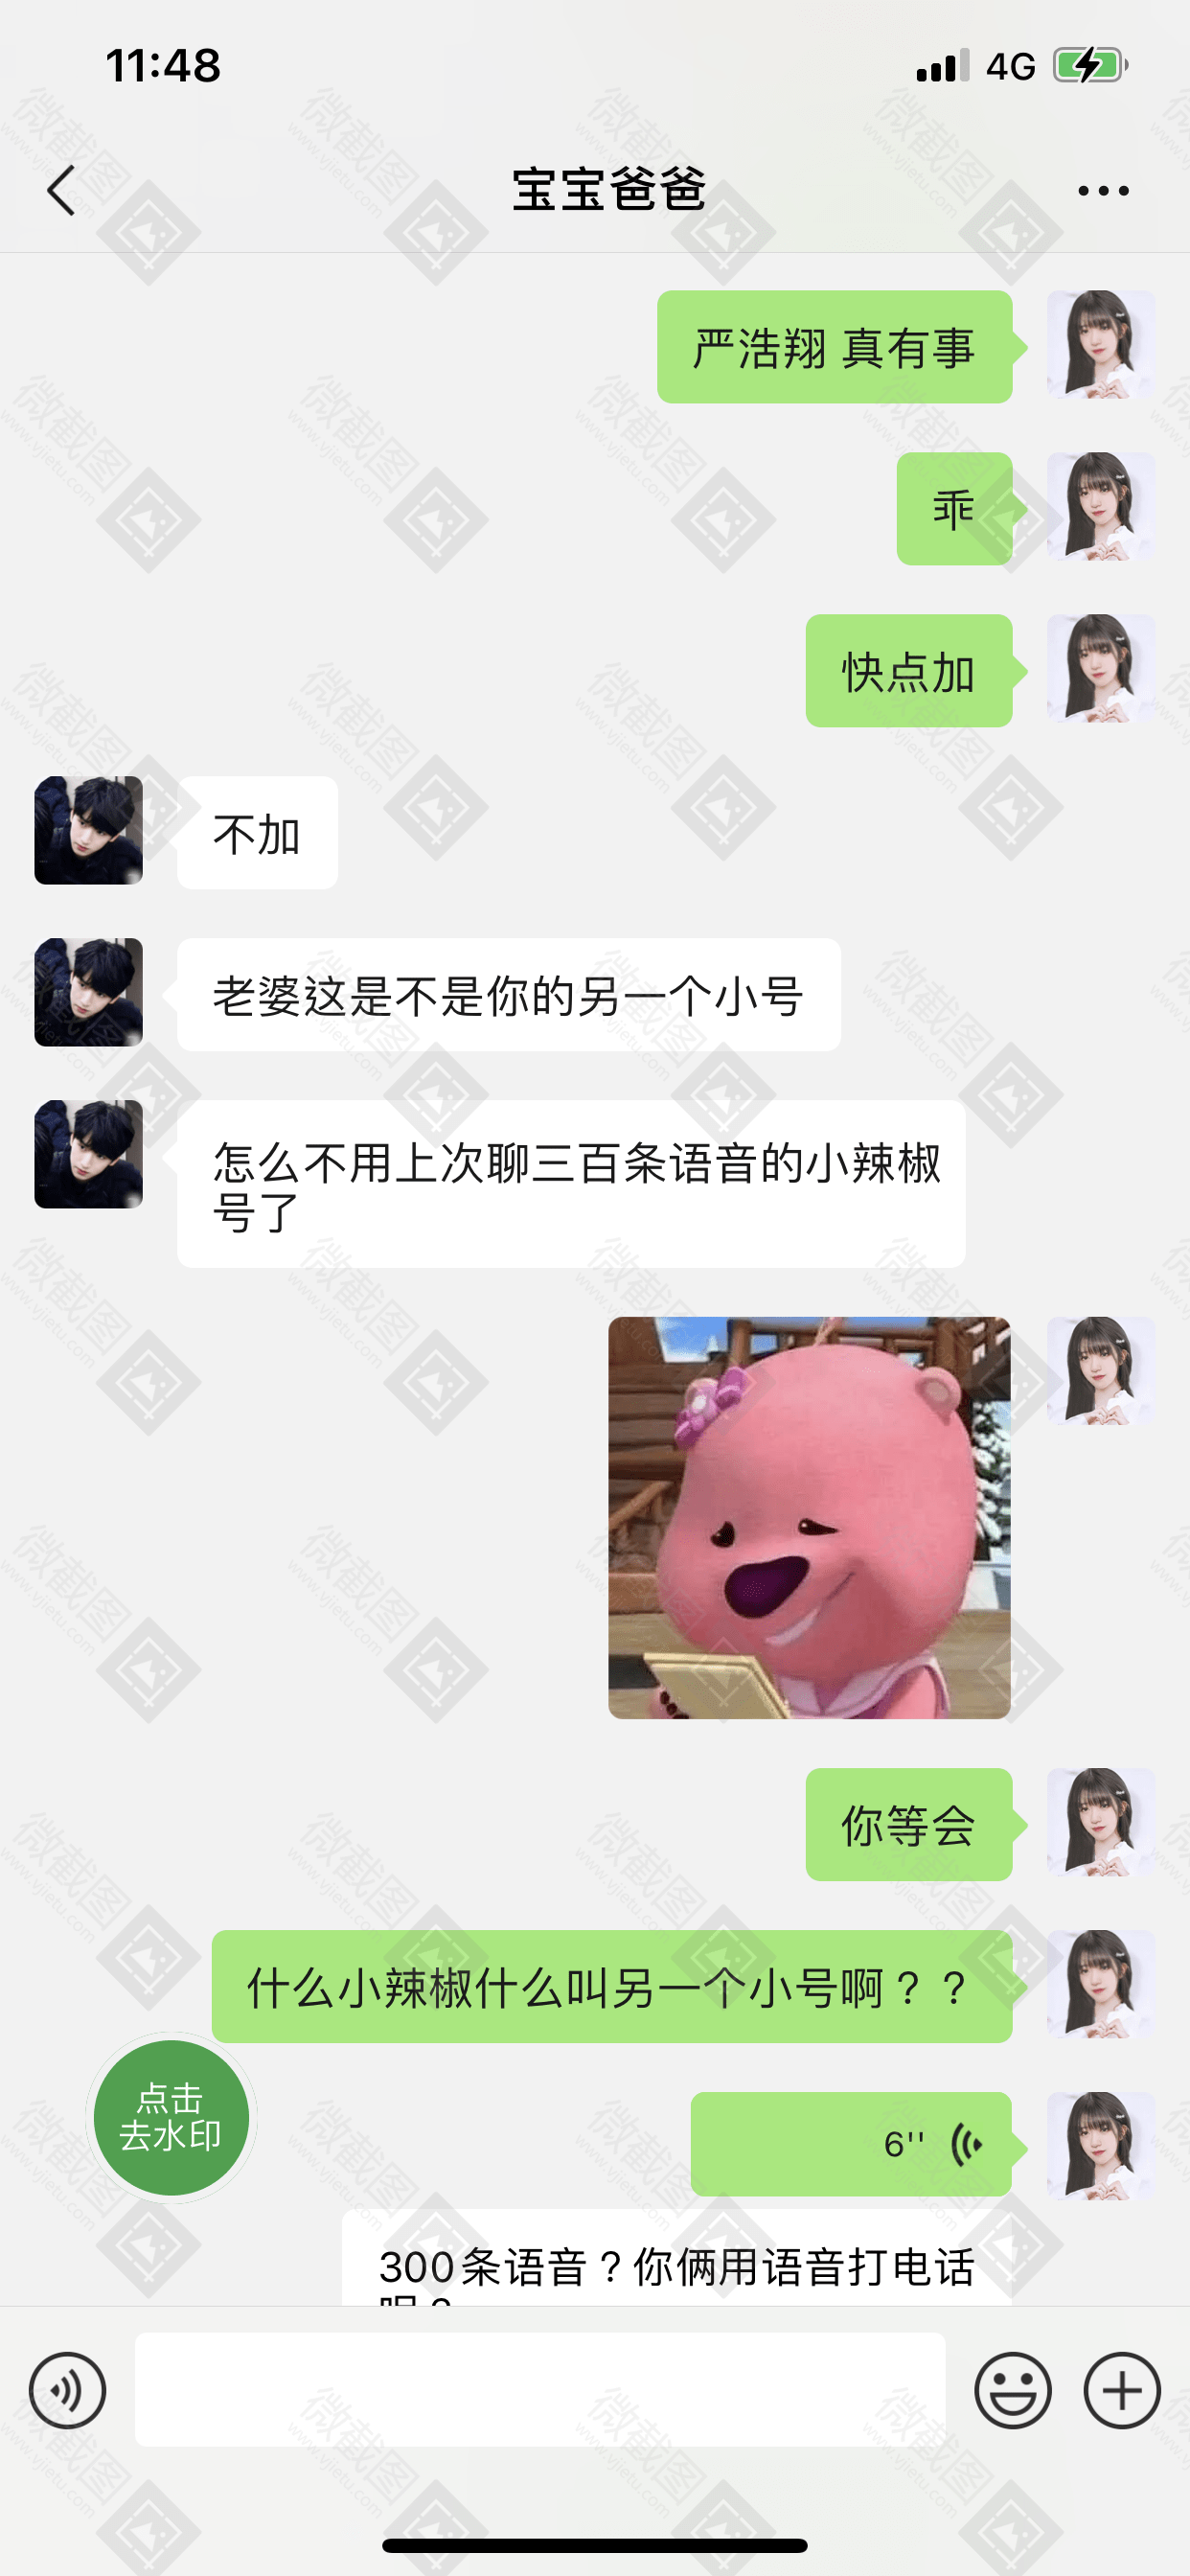 11:48
4G
宝宝爸爸
严浩翔 真有事
乖
快点加
不加
老婆这是不是你的另一个小号
怎么不用上次聊三百条语音的小辣椒
号了
你等会
什么小辣椒什么叫另一个小号啊？？
点击
去水印
6''
300条语音？你俩用语音打电话
呢？
微截图
www.vjietu.com